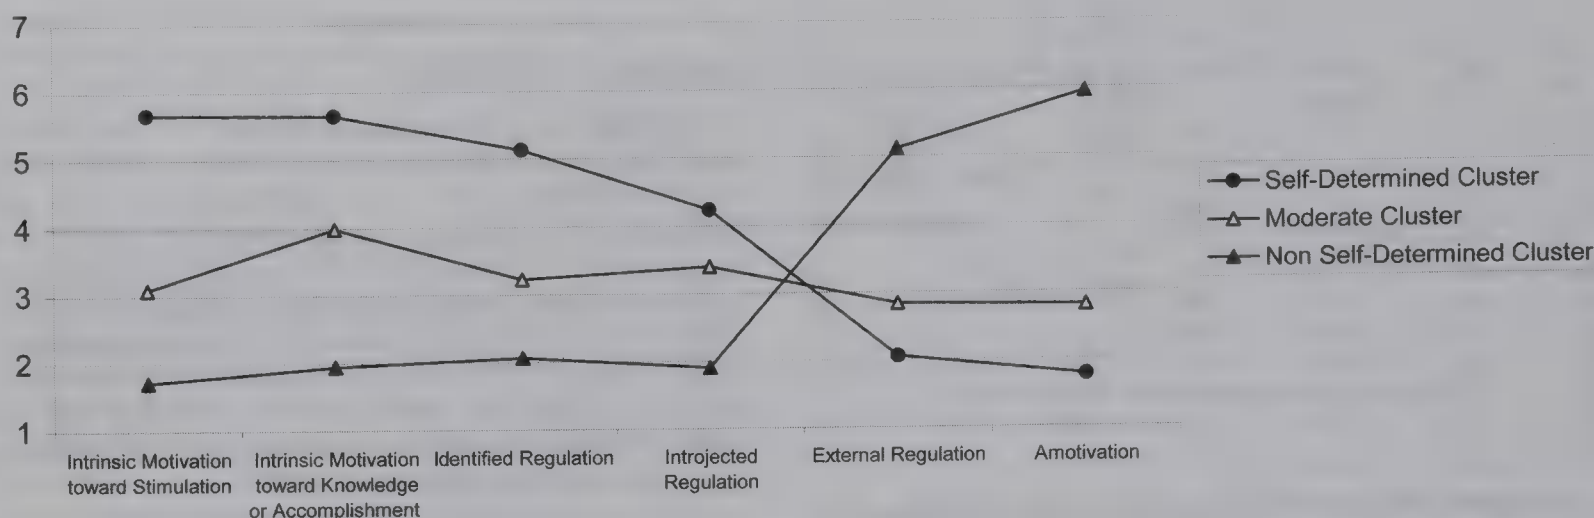 7
6
5
4
3
2
1
Intrinsic Motivation
toward Stimulation
Intrinsic Motivation
toward Knowledge
or Accomplishment
Identified Regulation
Introjected
Regulation
External Regulation
Amotivation
Self-Determined Cluster
Moderate Cluster
Non Self-Determined Cluster